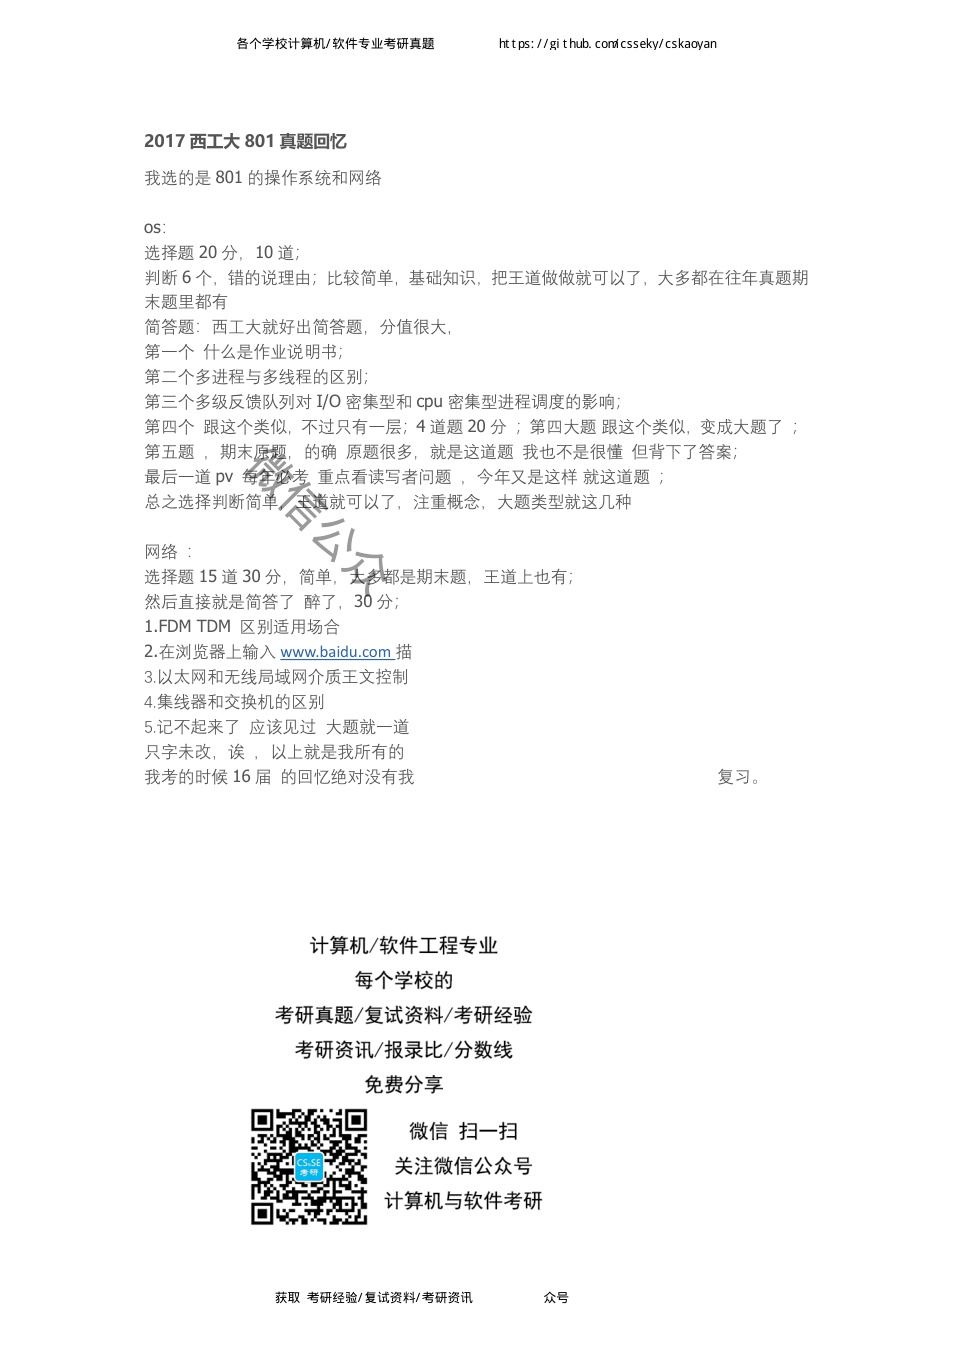 各个学校计算机/软件专业考研真题 https://github.com/csseky/cskaoyan
2017 西工大 801 真题回忆
我选的是 801 的操作系统和网络
os：
选择题 20 分，10 道；
判断 6 个，错的说理由；比较简单，基础知识，把王道做做就可以了，大多都在往年真题期
末题里都有
简答题：西工大就好出简答题，分值很大，
第一个 什么是作业说明书；
第二个多进程与多线程的区别；
第三个多级反馈队列对 I/O 密集型和 cpu 密集型进程调度的影响；
第四个 跟这个类似，不过只有一层；4 道题 20 分 ；第四大题 跟这个类似，变成大题了 ；
第五题 ，期末原题， 的确 原题很多，就是这道题 我也不是很懂 但背下了答案；
最后一道 pv 每年必考 重点看读写者问题 ，今年又是这样 就这道题 ；
总之选择判断简单，王道就可以了，注重概念，大题类型就这几种
微信公众
网络 ：
选择题 15 道 30 分，简单，大多都是期末题，王道上也有；
然后直接就是简答了 醉了，30 分；
1.FDM TDM 区别适用场合
2.在浏览器上输入 www.baidu.com 描
3.以太网和无线局域网介质王文控制
4.集线器和交换机的区别
5.记不起来了 应该见过 大题就一道
只字未改，诶 ，以上就是我所有的
我考的时候 16 届 的回忆绝对没有我 复习。
计算机/软件工程专业
每个学校的
考研真题/复试资料/考研经验
考研资讯/报录比/分数线
免费分享
微信 扫一扫
关注微信公众号
计算机与软件考研
CS&SE
考研
获取 考研经验/复试资料/考研资讯 众号